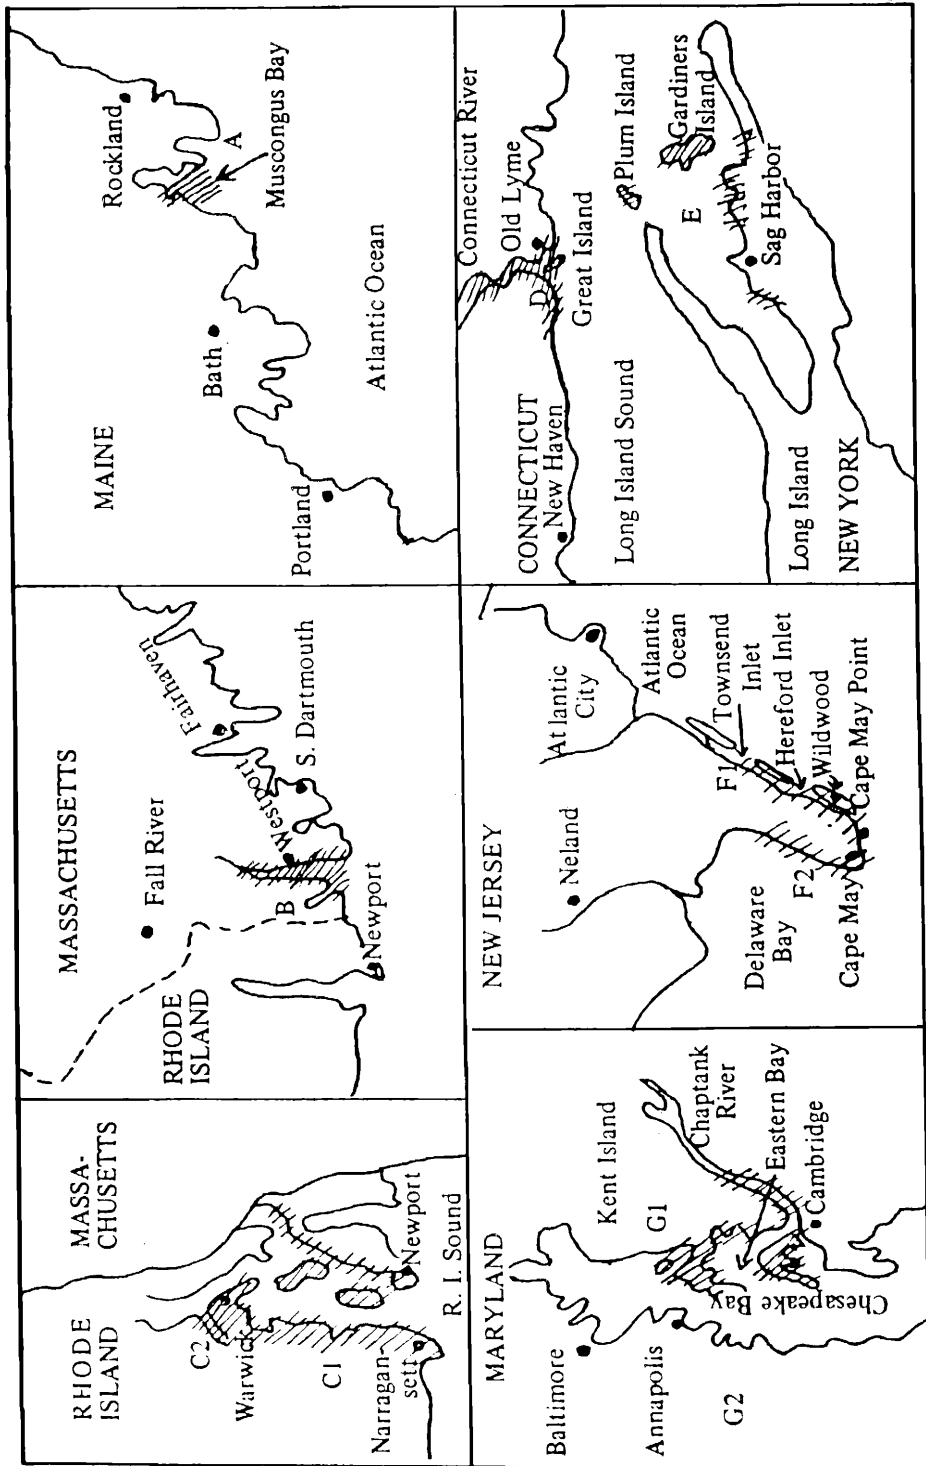 RHODE
ISLAND
MASSA-
CHUSETTS
C2
Warwick
C1
Narragan
sett
Newport
R. I. Sound
MASSACHUSETTS
Fall River
RHODE
ISLAND
B
Westport
Fairhaven
S. Dartmouth
Newport
MAINE
Portland
Bath
Rockland
A
Muscongus Bay
Atlantic Ocean
MARYLAND
Baltimore
Annapolis
G2
Kent Island
G1
Chaptank
River
Eastern Bay
Cambridge
Chesapeake Bay
NEW JERSEY
Neland
Atlantic
City
Atlantic
Ocean
Delaware
Bay
F1
F2
Townsend
Inlet
Hereford Inlet
Wildwood
Cape May
Cape May Point
CONNECTICUT
New Haven
Connecticut River
Old Lyme
D
Great Island
Long Island Sound
Plum Island
Gardiners
Island
E
Sag Harbor
Long Island
NEW YORK